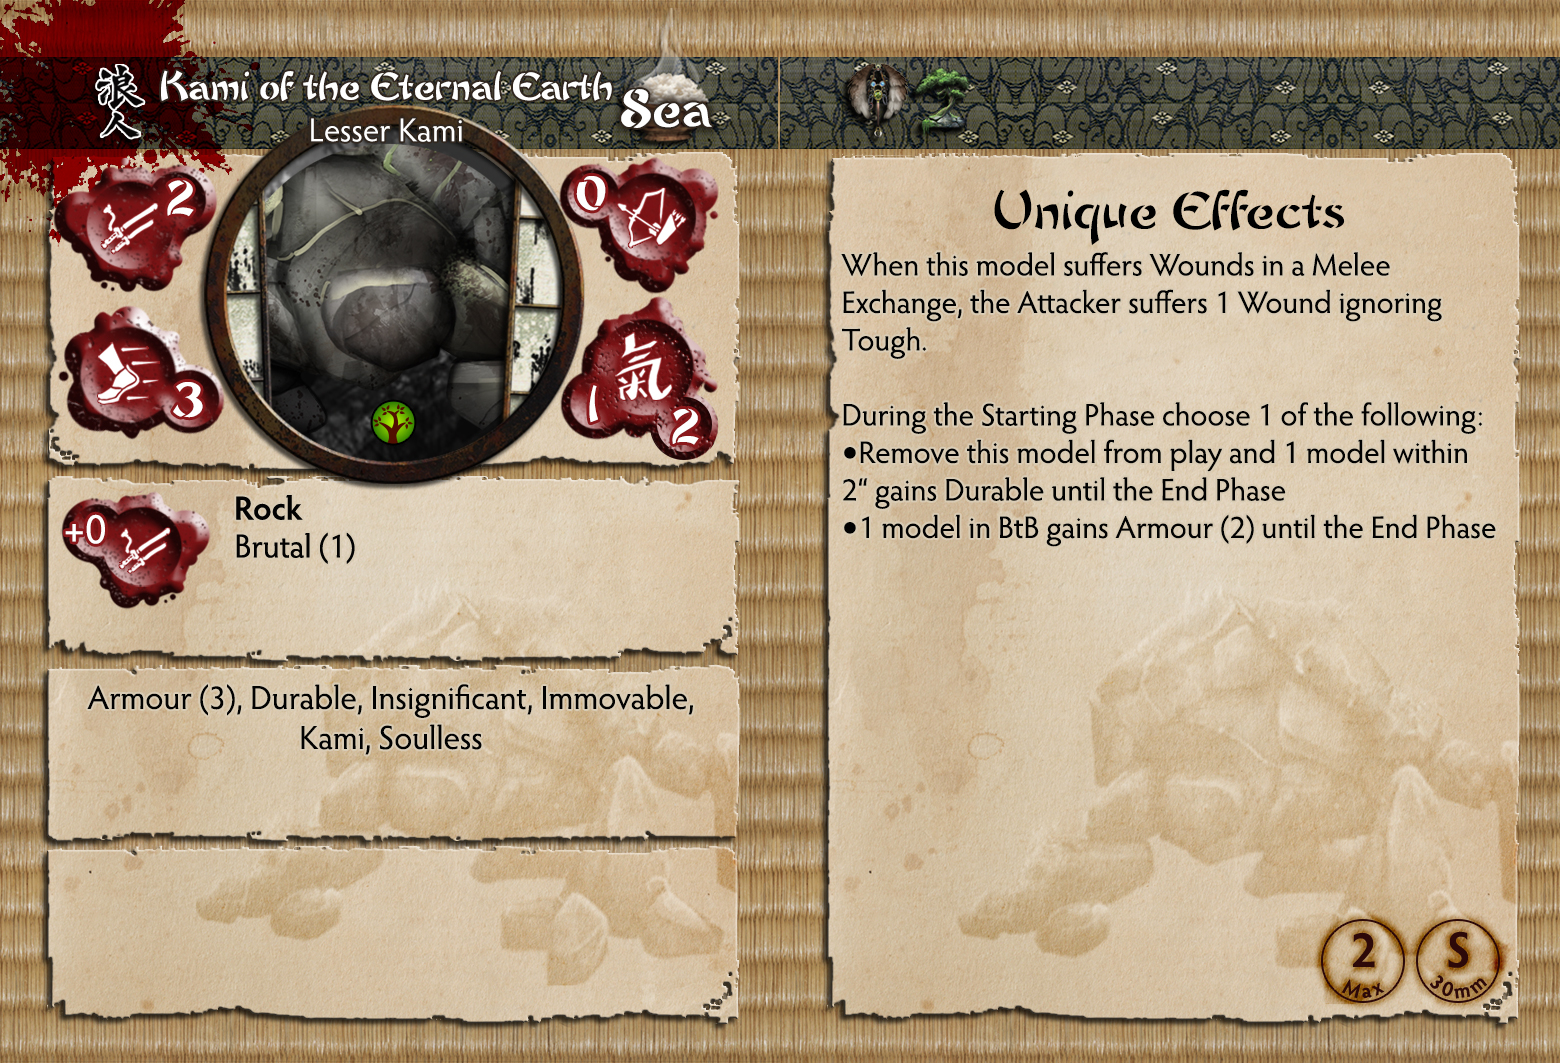 浪人
Kami of the Eternal Earth
8ea
Lesser Kami
2
0
3
氣
1
2
+0
Rock
Brutal (1)
Armour (3), Durable, Insignificant, Immovable,
Kami, Soulless
Unique Effects
When this model suffers Wounds in a Melee
Exchange, the Attacker suffers 1 Wound ignoring
Tough.
During the Starting Phase choose 1 of the following:
•Remove this model from play and 1 model within
2“ gains Durable until the End Phase
•1 model in BtB gains Armour (2) until the End Phase
2
Max
S
30mm